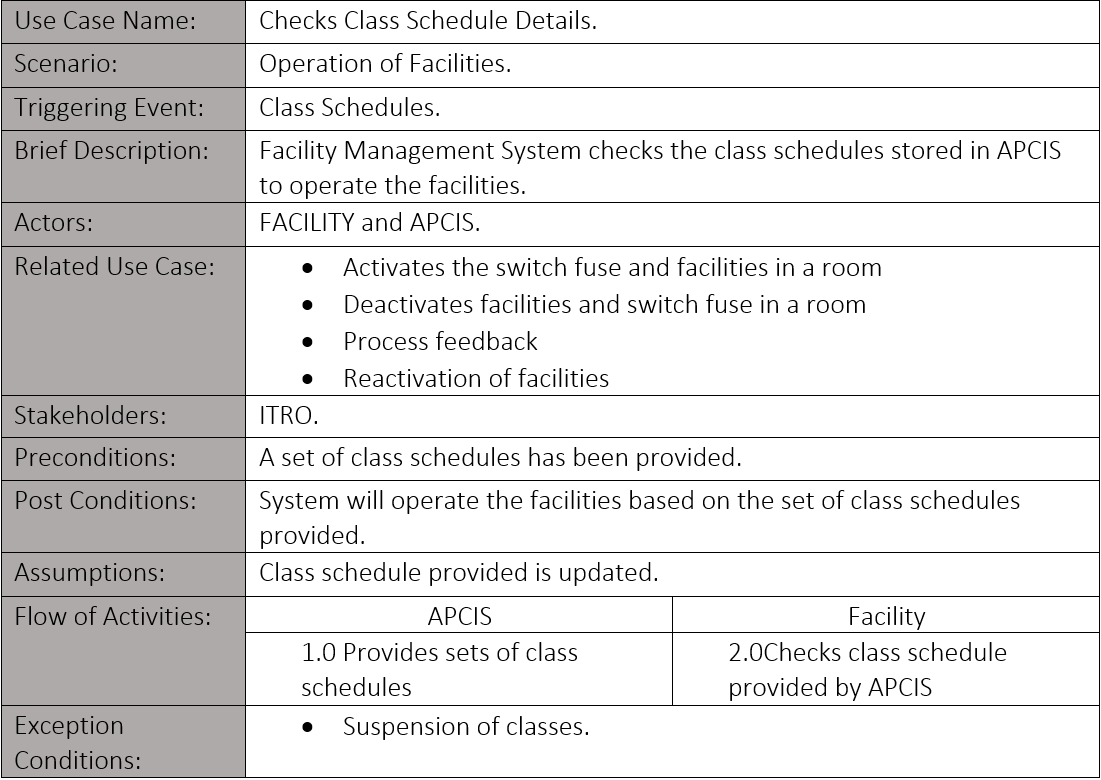 Use Case Name: Checks Class Schedule Details.
Scenario: Operation of Facilities.
Triggering Event: Class Schedules.
Brief Description: Facility Management System checks the class schedules stored in APCIS
to operate the facilities.
Actors: FACILITY and APCIS.
Related Use Case: • Activates the switch fuse and facilities in a room
• Deactivates facilities and switch fuse in a room
• Process feedback
• Reactivation of facilities
Stakeholders: ITRO.
Preconditions: A set of class schedules has been provided.
Post Conditions: System will operate the facilities based on the set of class schedules
provided.
Assumptions: Class schedule provided is updated.
Flow of Activities: APCIS Facility
1.0 Provides sets of class
schedules
2.0Checks class schedule
provided by APCIS
Exception
Conditions:
• Suspension of classes.